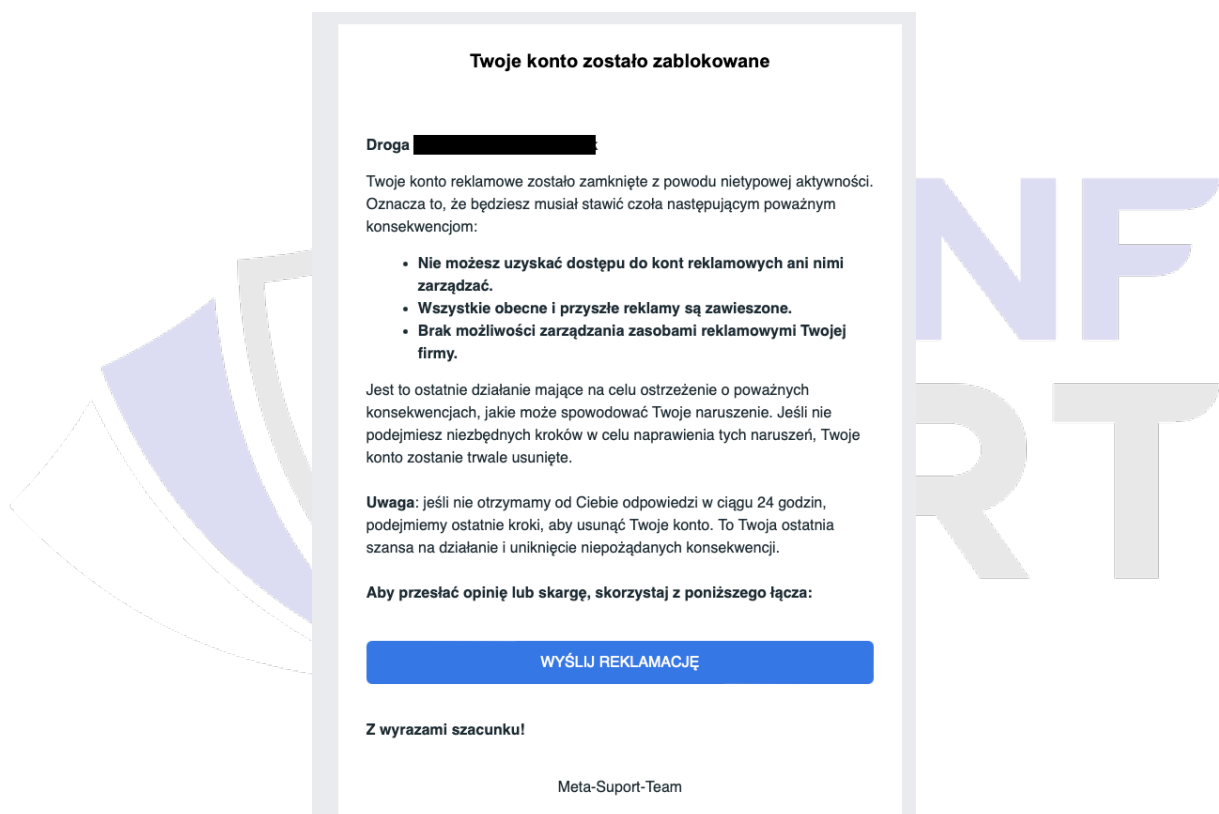 Twoje konto zostało zablokowane
Droga
Twoje konto reklamowe zostało zamknięte z powodu nietypowej aktywności.
Oznacza to, że będziesz musiał stawić czoła następującym poważnym
konsekwencjom:
• Nie możesz uzyskać dostępu do kont reklamowych ani nimi
zarządzać.
• Wszystkie obecne i przyszłe reklamy są zawieszone.
• Brak możliwości zarządzania zasobami reklamowymi Twojej
firmy.
Jest to ostatnie działanie mające na celu ostrzeżenie o poważnych
konsekwencjach, jakie może spowodować Twoje naruszenie. Jeśli nie
podejmiesz niezbędnych kroków w celu naprawienia tych naruszeń, Twoje
konto zostanie trwale usunięte.
Uwaga: jeśli nie otrzymamy od Ciebie odpowiedzi w ciągu 24 godzin,
podejmiemy ostatnie kroki, aby usunąć Twoje konto. To Twoja ostatnia
szansa na działanie i uniknięcie niepożądanych konsekwencji.
Aby przesłać opinię lub skargę, skorzystaj z poniższego łącza:
WYŚLIJ REKLAMACJĘ
Z wyrazami szacunku!
Meta-Suport-Team
NF
RT